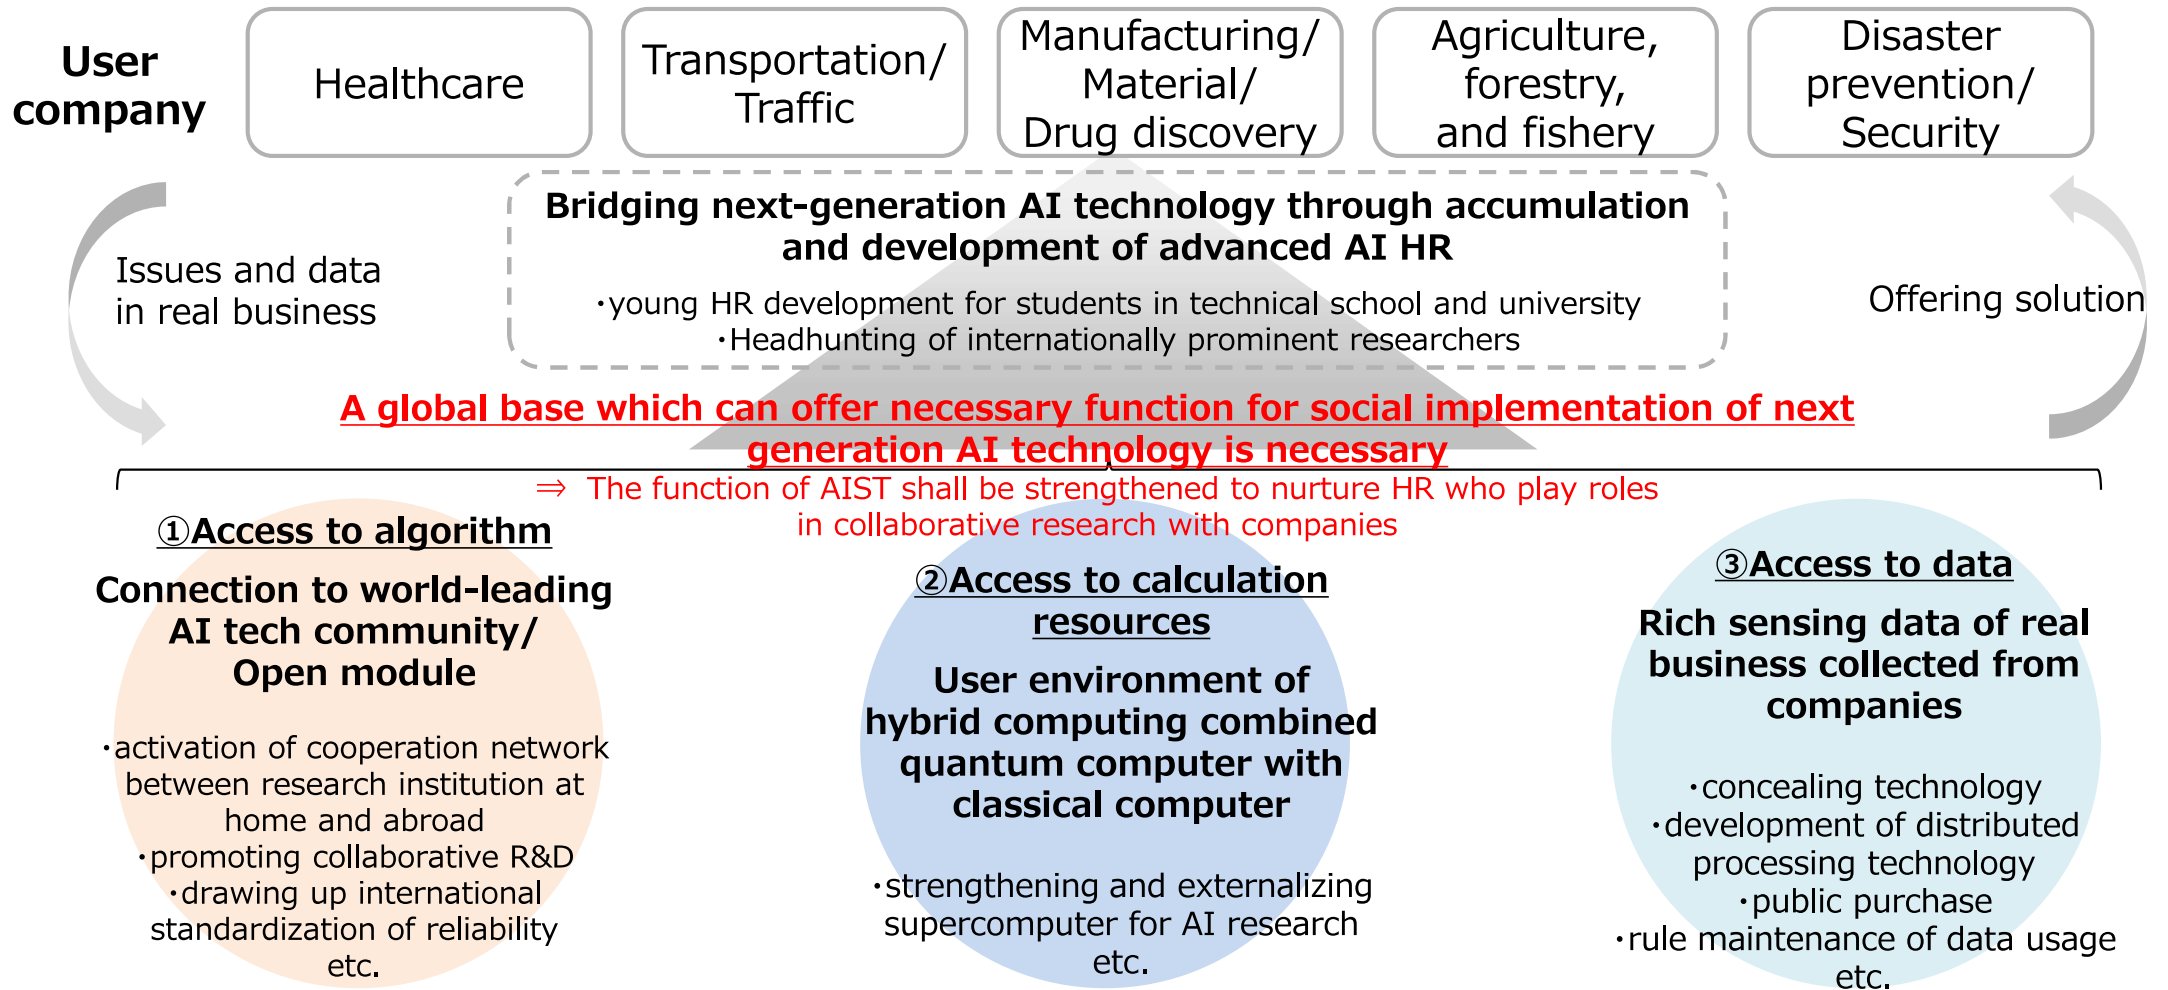 User
company
Healthcare
Transportation/
Traffic
Manufacturing/
Material/
Drug discovery
Agriculture,
forestry,
and fishery
Disaster
prevention/
Security
Issues and data
in real business
Bridging next-generation AI technology through accumulation
and development of advanced AI HR
・young HR development for students in technical school and university
・Headhunting of internationally prominent researchers
Offering solution
A global base which can offer necessary function for social implementation of next
generation AI technology is necessary
⇒ The function of AIST shall be strengthened to nurture HR who play roles
in collaborative research with companies
①Access to algorithm
Connection to world-leading
AI tech community/
Open module
・activation of cooperation network
between research institution at
home and abroad
・promoting collaborative R&D
・drawing up international
standardization of reliability
etc.
②Access to calculation
resources
User environment of
hybrid computing combined
quantum computer with
classical computer
・strengthening and externalizing
supercomputer for AI research
etc.
③Access to data
Rich sensing data of real
business collected from
companies
・concealing technology
・development of distributed
processing technology
・public purchase
・rule maintenance of data usage
etc.